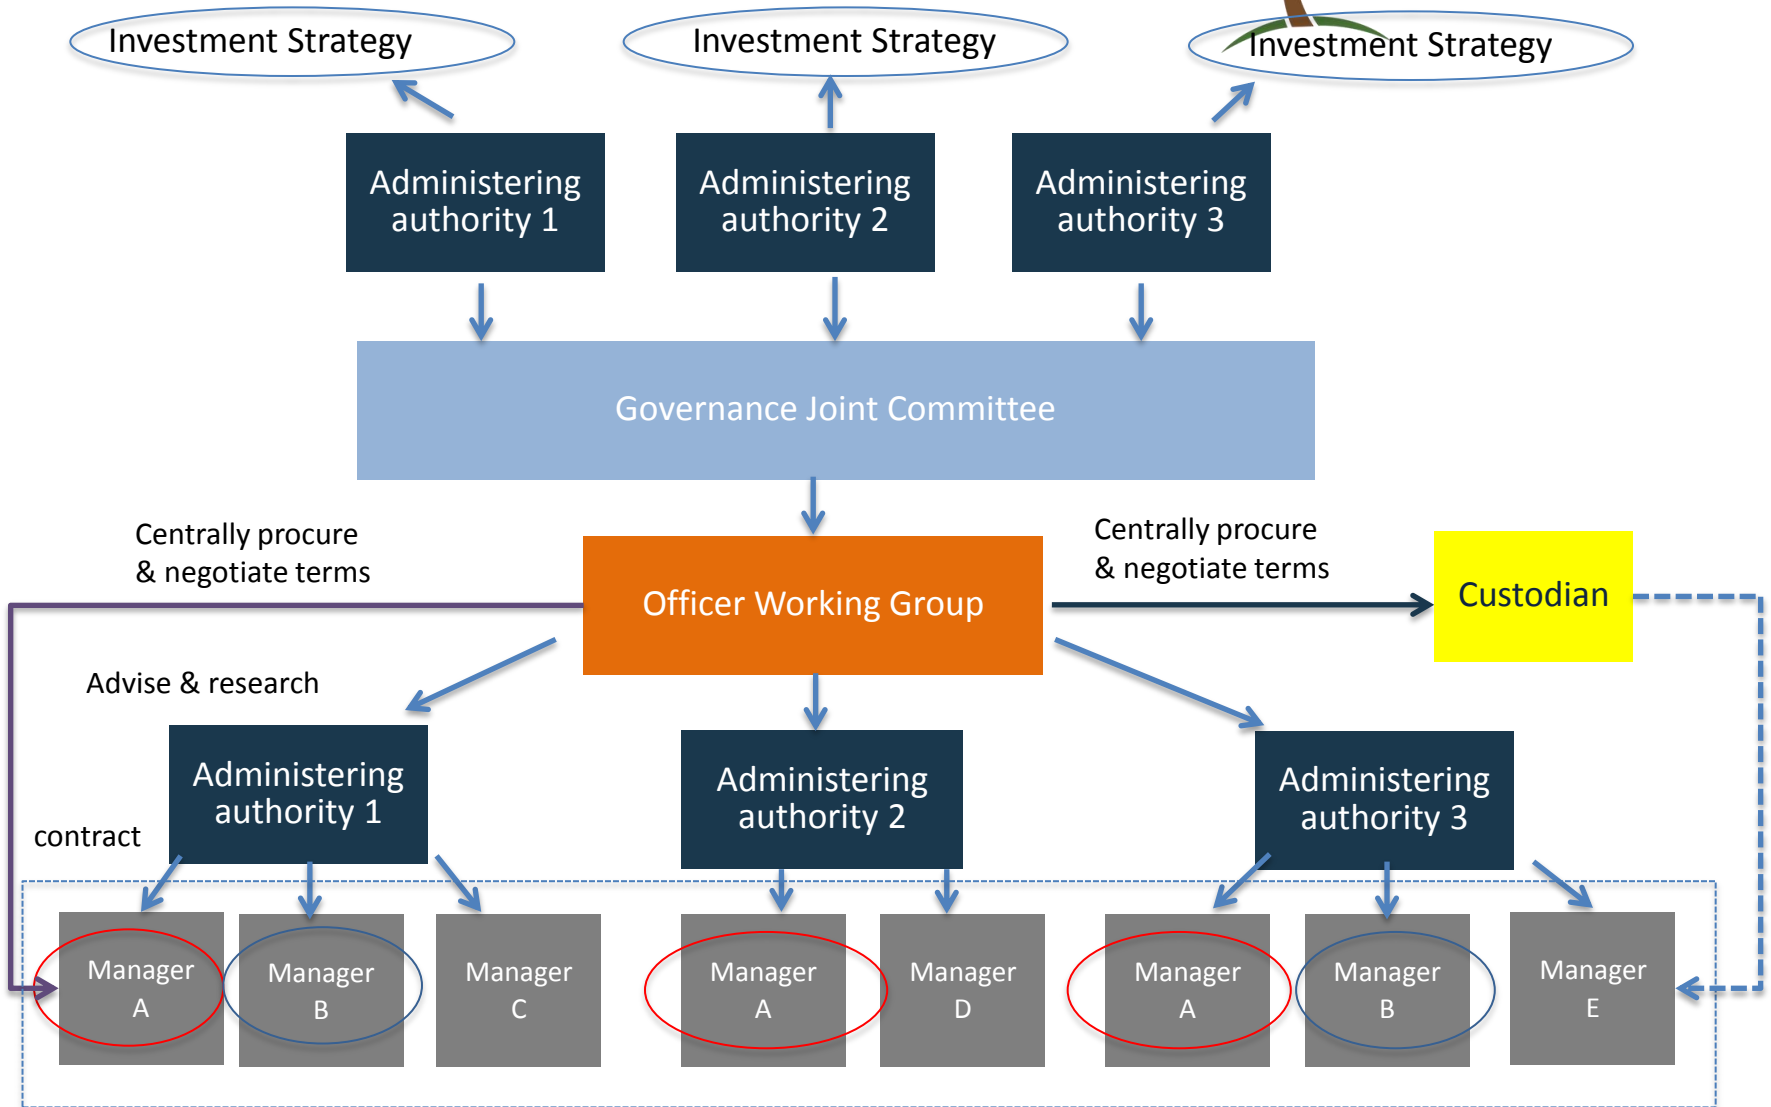 Investment Strategy
Investment Strategy
Investment Strategy
Administering
authority 1
Administering
authority 2
Administering
authority 3
Governance Joint Committee
Centrally procure
& negotiate terms
Officer Working Group
Centrally procure
& negotiate terms
Custodian
Advise & research
Administering
authority 1
Administering
authority 2
Administering
authority 3
contract
Manager
A
Manager
B
Manager
C
Manager
A
Manager
D
Manager
A
Manager
B
Manager
E